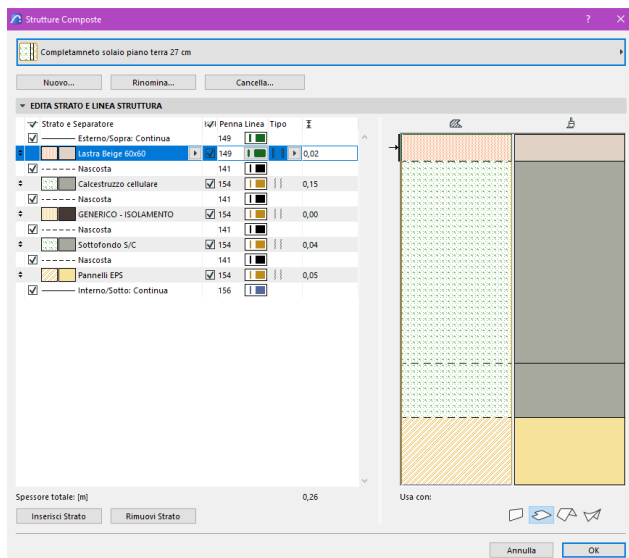 Strutture Composte ? X
Completamneto solaio piano terra 27 cm
Nuovo... Rinomina... Cancella...
EDITA STRATO E LINEA STRUTTURA
Strato e Separatore Penna Linea Tipo
Esterno/Sopra: Continua 149
Lastra Beige 60x60 149 0,02
Nascosta 141
Calcestruzzo cellulare 154 0,15
Nascosta 141
GENERICO - ISOLAMENTO 154 0,00
Nascosta 141
Sottofondo S/C 154 0,04
Nascosta 141
Pannelli EPS 154 0,05
Interno/Sotto: Continua 156
Spessore totale: [m] 0,26 Usa con:
Inserisci Strato Rimuovi Strato
Annulla OK